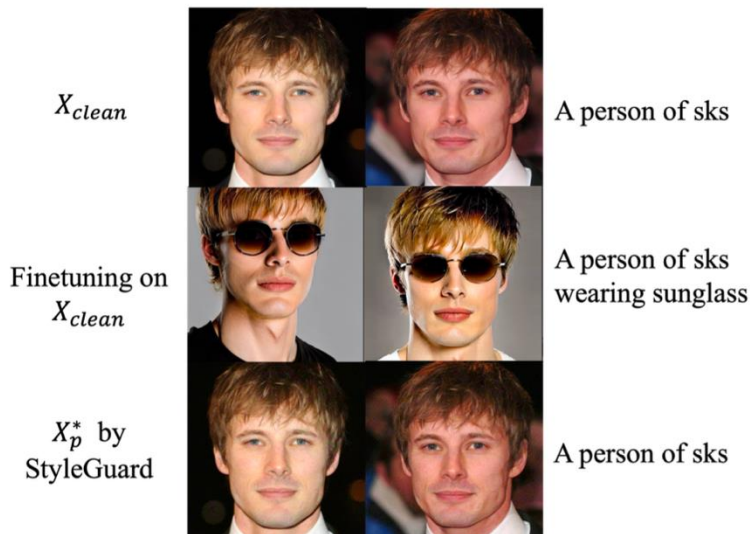 X_clean
A person of sks
Finetuning on
X_clean
A person of sks
wearing sunglass
X_p^* by
StyleGuard
A person of sks